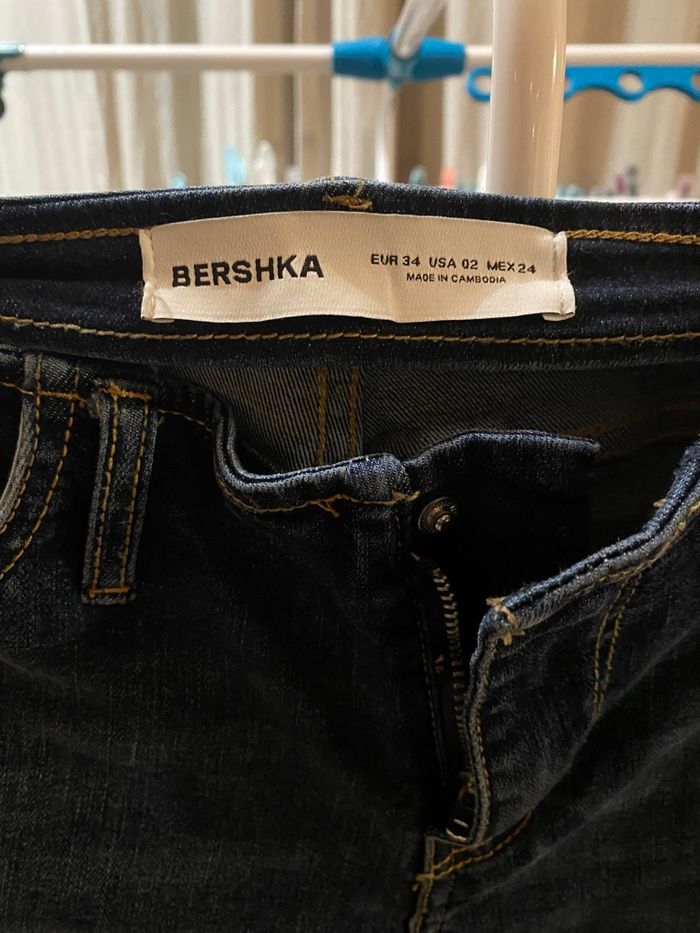 BERSHKA
EUR 34 USA 02 MEX 24
MADE IN CAMBODIA